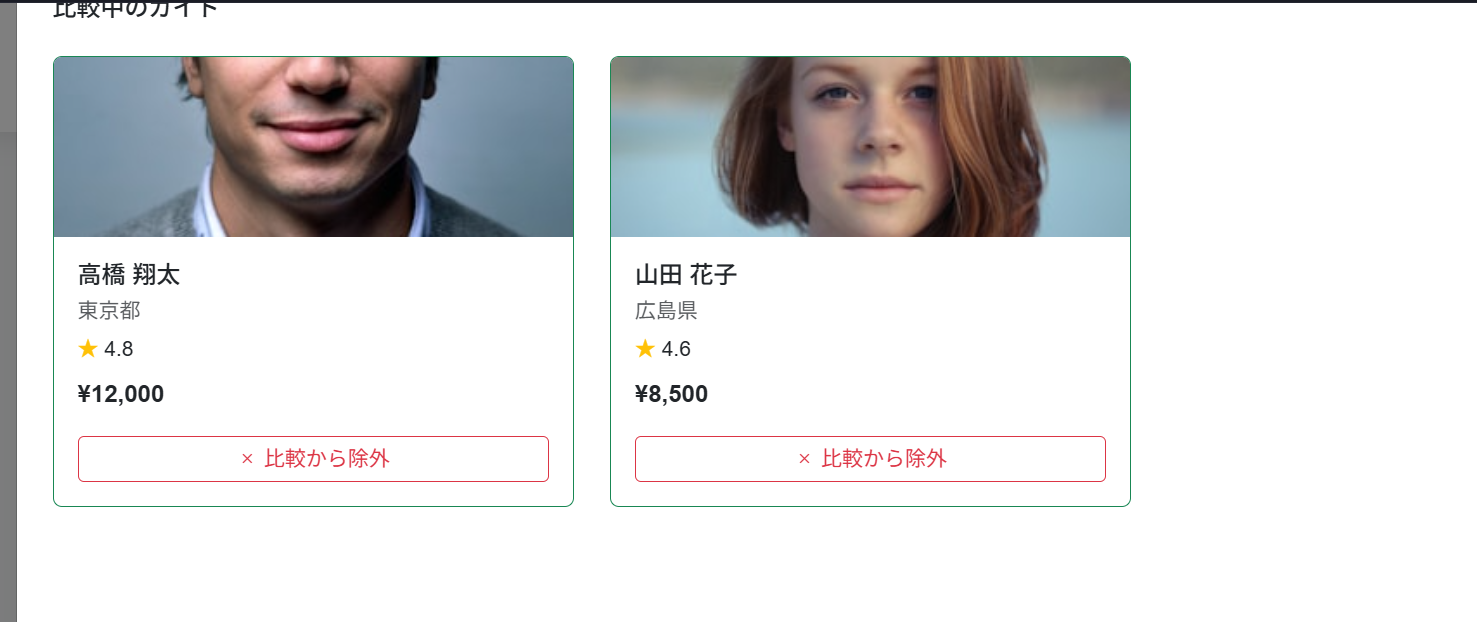 比較中のガイド
高橋 翔太
東京都
★ 4.8
¥12,000
× 比較から除外
山田 花子
広島県
★ 4.6
¥8,500
× 比較から除外